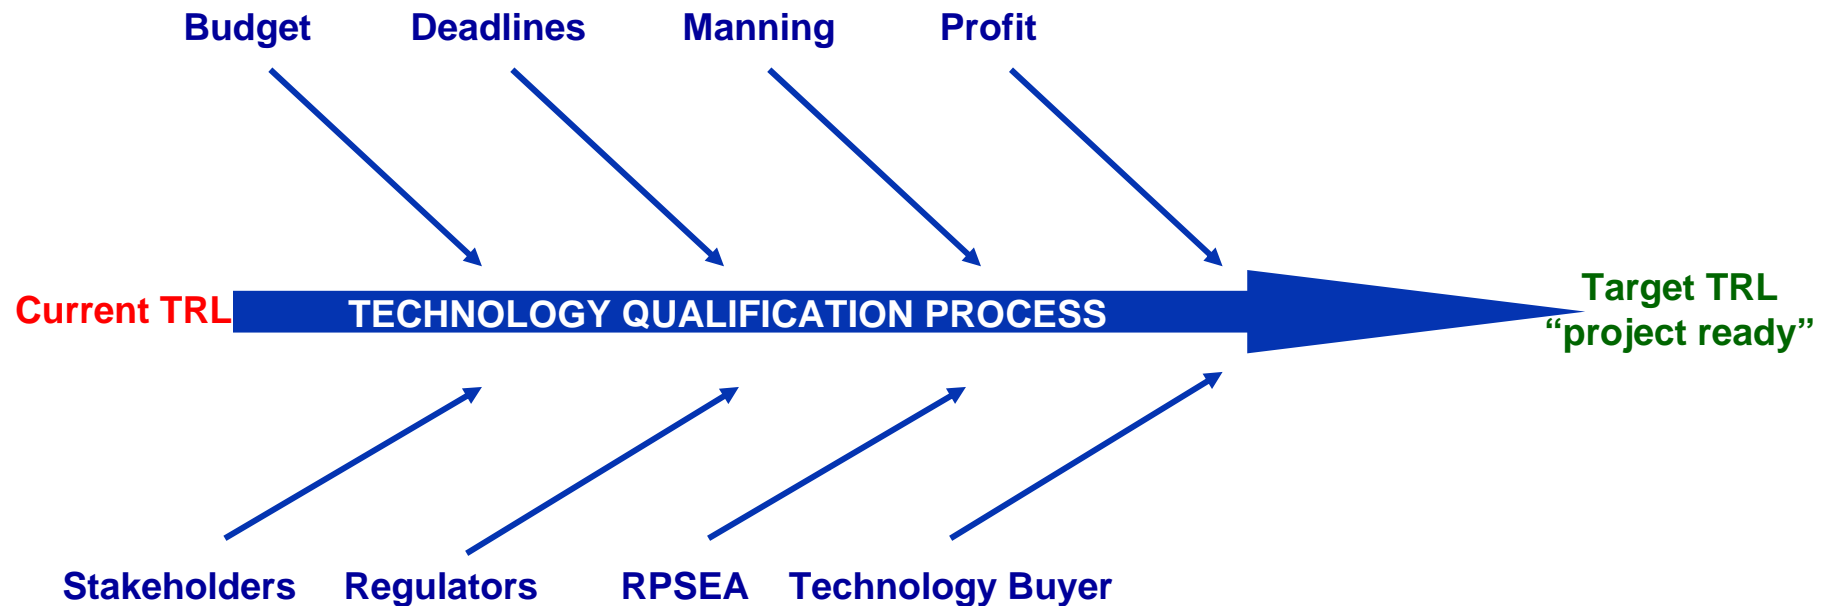 Budget
Deadlines
Manning
Profit
Current TRL
TECHNOLOGY QUALIFICATION PROCESS
Target TRL
“project ready”
Stakeholders
Regulators
RPSEA
Technology Buyer